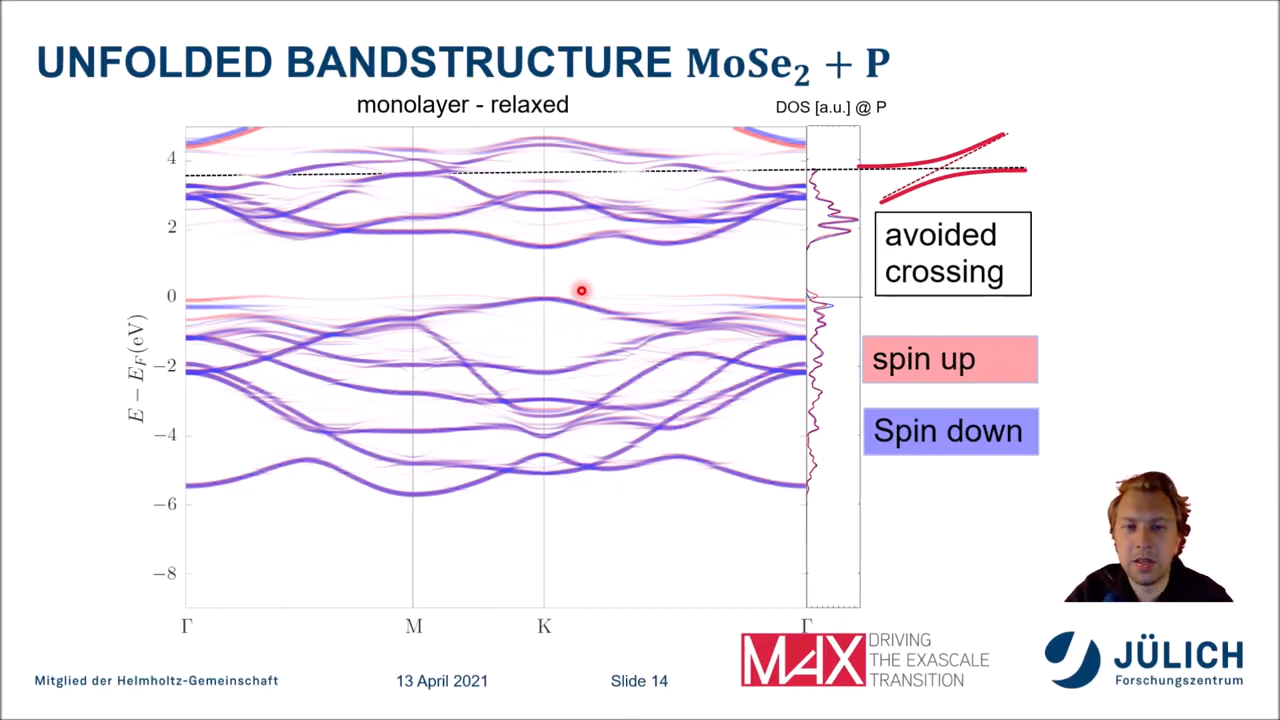 UNFOLDED BANDSTRUCTURE MoSe₂ + P
monolayer - relaxed
DOS [a.u.] @ P
4
2
0
−2
−4
−6
−8
E − E_F(eV)
Γ
M
K
Γ
avoided
crossing
spin up
Spin down
MAX
DRIVING
THE EXASCALE
TRANSITION
JÜLICH
Forschungszentrum
Mitglied der Helmholtz-Gemeinschaft
13 April 2021
Slide 14